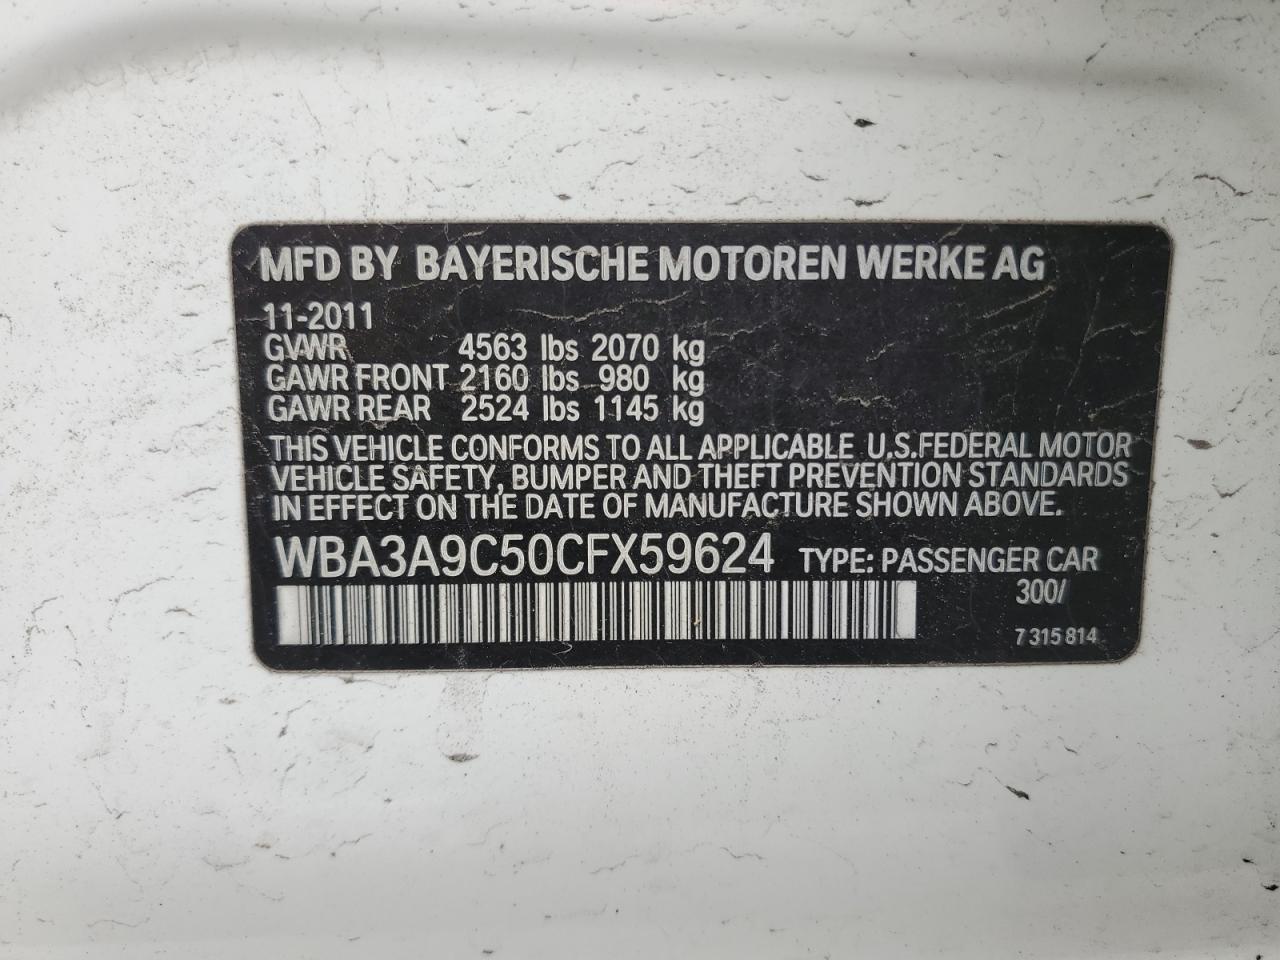 MFD BY BAYERISCHE MOTOREN WERKE AG
11-2011
GVWR 4563 lbs 2070 kg
GAWR FRONT 2160 lbs 980 kg
GAWR REAR 2524 lbs 1145 kg
THIS VEHICLE CONFORMS TO ALL APPLICABLE U.S.FEDERAL MOTOR
VEHICLE SAFETY, BUMPER AND THEFT PREVENTION STANDARDS
IN EFFECT ON THE DATE OF MANUFACTURE SHOWN ABOVE.
WBA3A9C50CFX59624 TYPE: PASSENGER CAR
300/
7 315 814